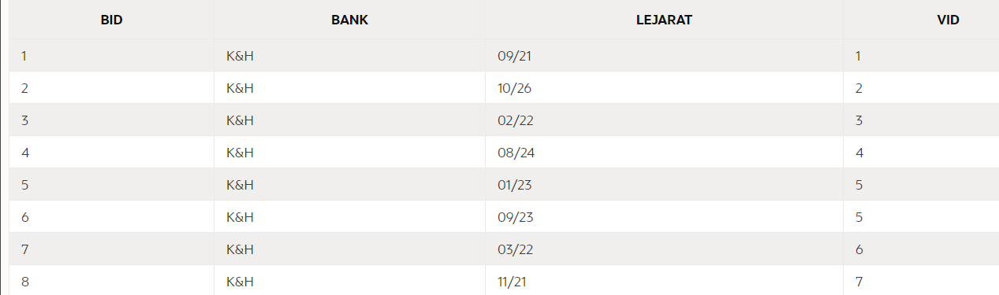 BID BANK LEJARAT VID
1 K&H 09/21 1
2 K&H 10/26 2
3 K&H 02/22 3
4 K&H 08/24 4
5 K&H 01/23 5
6 K&H 09/23 5
7 K&H 03/22 6
8 K&H 11/21 7